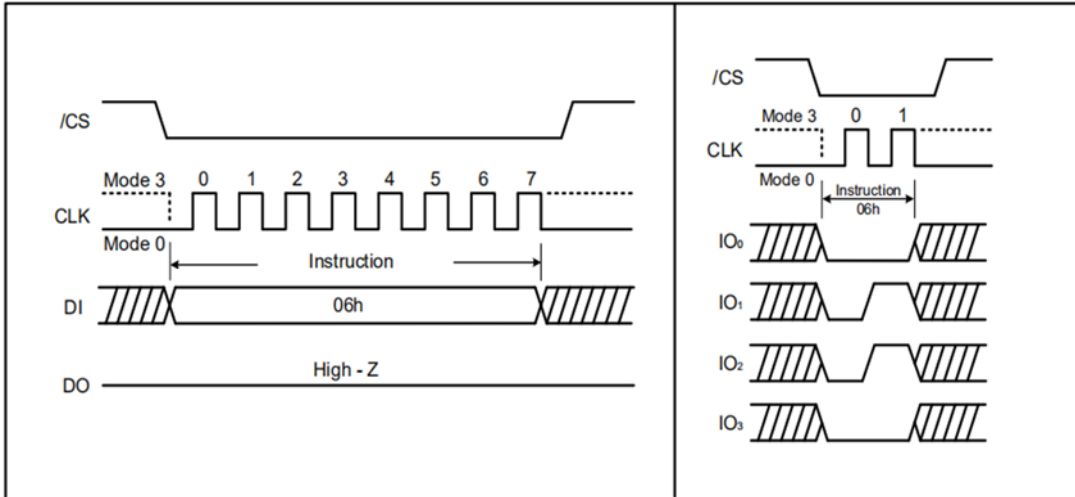 /CS
Mode 3 0 1 2 3 4 5 6 7
CLK
Mode 0
Instruction
DI 06h
High - Z
DO
/CS
Mode 3 0 1
CLK
Mode 0
Instruction
06h
IO₀
IO₁
IO₂
IO₃